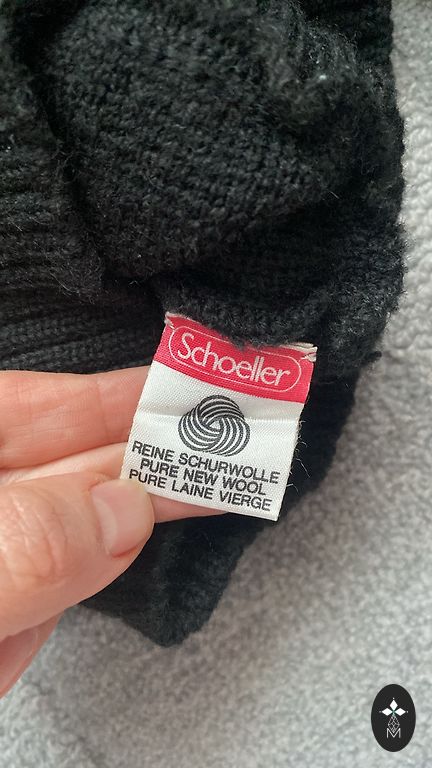 Schoeller
REINE SCHURWOLLE
PURE NEW WOOL
PURE LAINE VIERGE
M